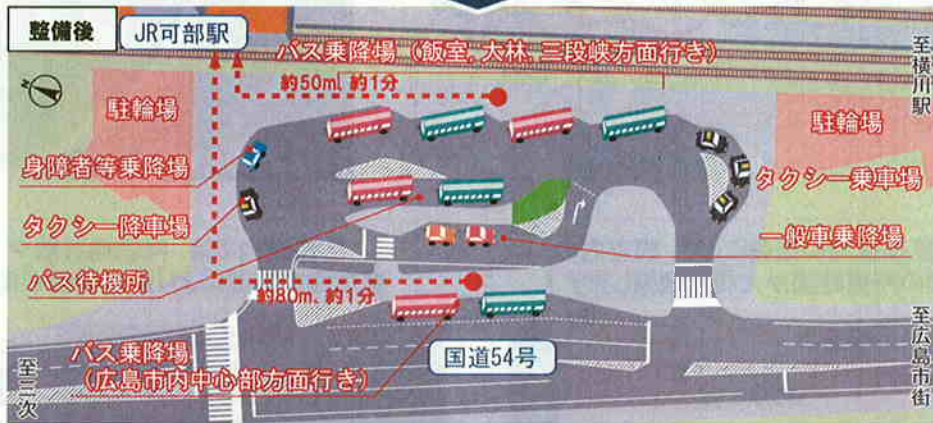 整備後
JR可部駅
バス乗降場（飯室、大林、三段峡方面行き）
約50m、約1分
至横川駅
駐輪場
駐輪場
身障者等乗降場
タクシー乗車場
タクシー降車場
一般車乗降場
バス待機所
約80m、約1分
バス乗降場
（広島市内中心部方面行き）
国道54号
至三次
至広島市街